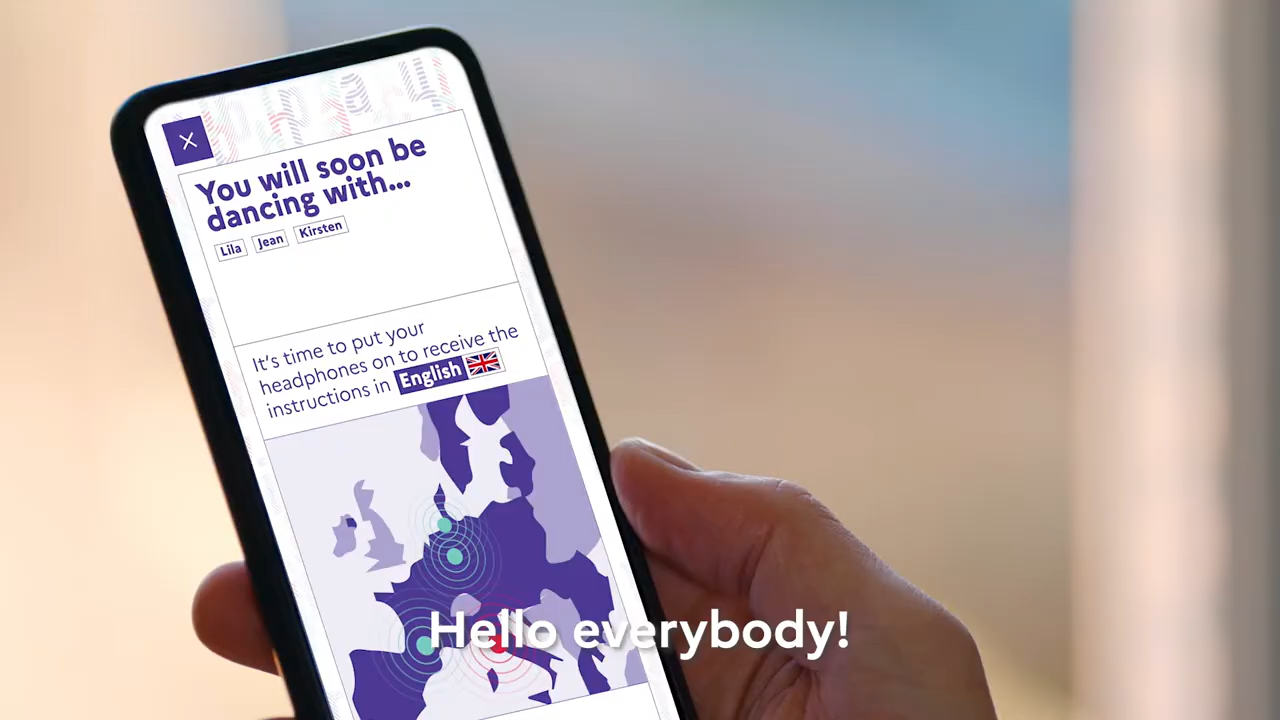 You will soon be
dancing with...
Lila Jean Kirsten
It's time to put your
headphones on to receive the
instructions in English
Hello everybody!